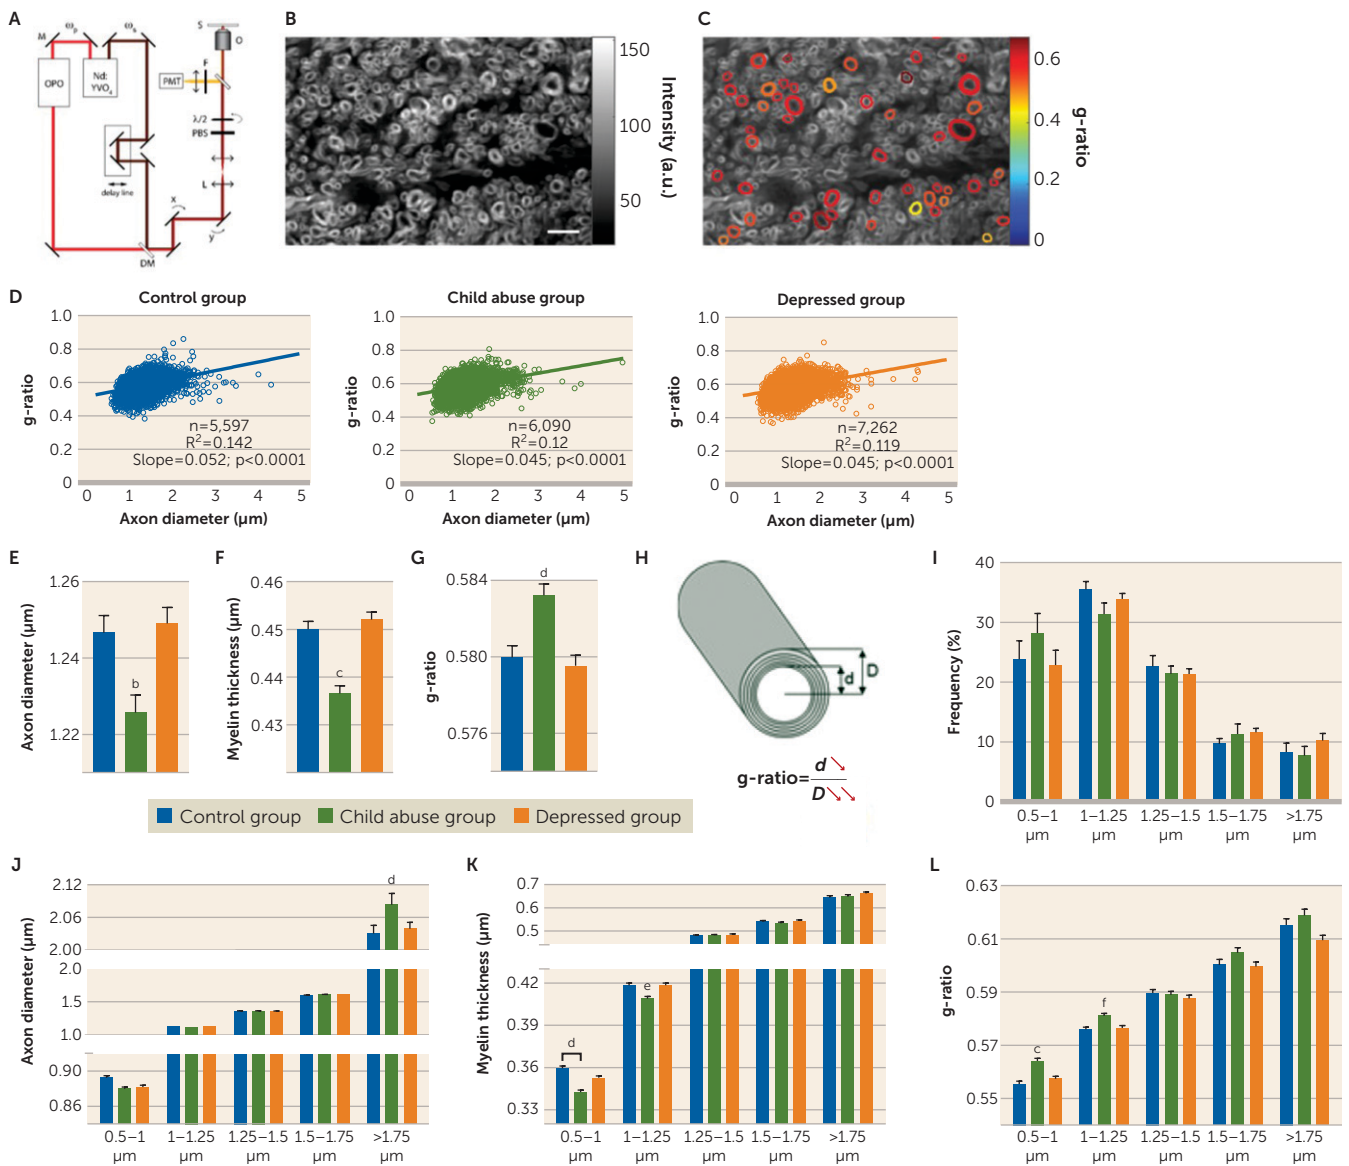 A
M
ωp
ωs
S
O
OPO
Nd:
YVO4
PMT
F
λ/2
PBS
L
delay line
x
y
DM
B
150
100
50
Intensity (a.u.)
C
0.6
0.4
0.2
0
g-ratio
D
Control group
1.0
0.8
0.6
0.4
0.2
0
g-ratio
n=5,597
R2=0.142
Slope=0.052; p<0.0001
0 1 2 3 4 5
Axon diameter (µm)
Child abuse group
1.0
0.8
0.6
0.4
0.2
0
g-ratio
n=6,090
R2=0.12
Slope=0.045; p<0.0001
0 1 2 3 4 5
Axon diameter (µm)
Depressed group
1.0
0.8
0.6
0.4
0.2
0
g-ratio
n=7,262
R2=0.119
Slope=0.045; p<0.0001
0 1 2 3 4 5
Axon diameter (µm)
E
1.26
1.24
1.22
Axon diameter (µm)
b
F
0.46
0.45
0.44
0.43
Myelin thickness (µm)
c
G
0.584
0.580
0.576
g-ratio
d
H
d
D
g-ratio=
d
D
I
40
30
20
10
0
Frequency (%)
0.5–1 1–1.25 1.25–1.5 1.5–1.75 >1.75
µm µm µm µm µm
Control group Child abuse group Depressed group
J
2.12
2.06
2.00
2.0
1.5
1.0
0.90
0.86
Axon diameter (µm)
d
0.5–1 1–1.25 1.25–1.5 1.5–1.75 >1.75
µm µm µm µm µm
K
0.7
0.6
0.5
0.42
0.39
0.36
0.33
Myelin thickness (µm)
d
e
0.5–1 1–1.25 1.25–1.5 1.5–1.75 >1.75
µm µm µm µm µm
L
0.63
0.61
0.59
0.57
0.55
g-ratio
c
f
0.5–1 1–1.25 1.25–1.5 1.5–1.75 >1.75
µm µm µm µm µm